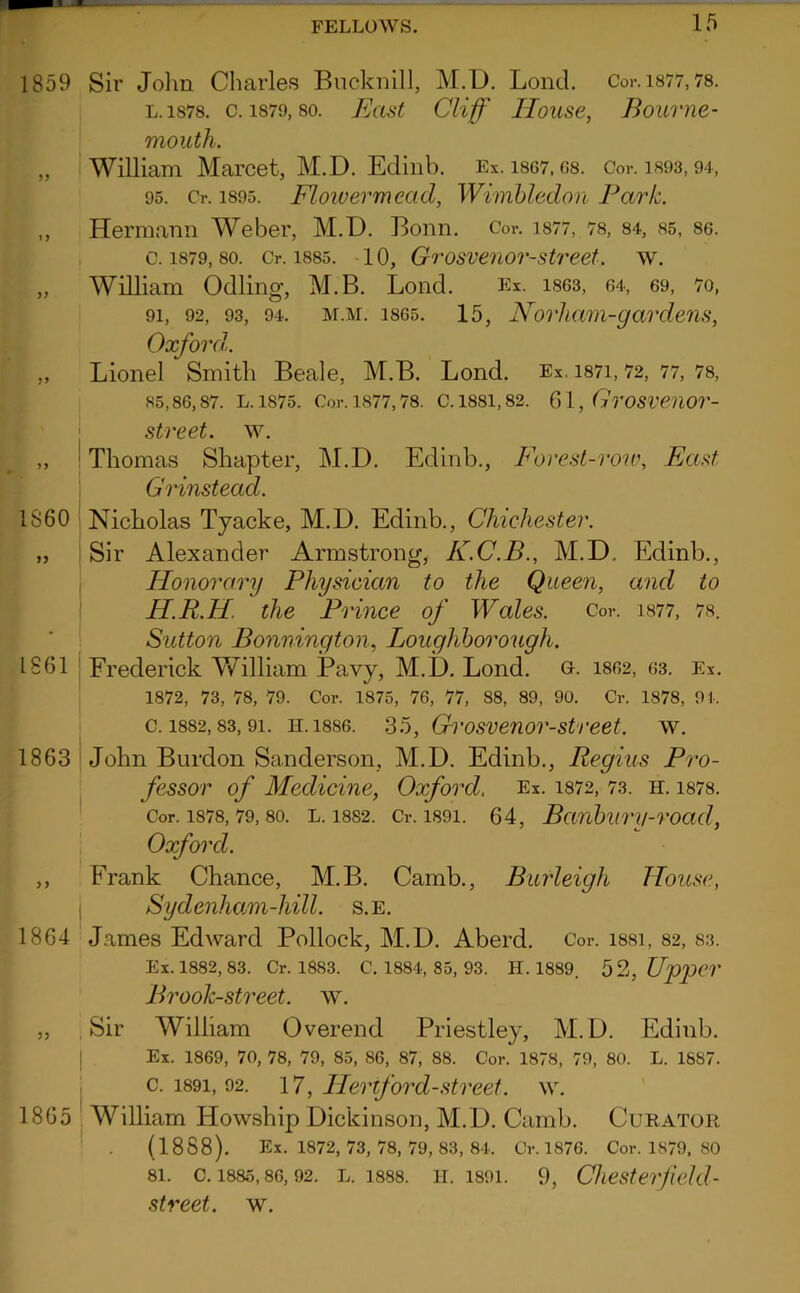 FELLOWS. 15
1859 Sir John Charles Bucknill, M.D. Lond. Cor. 1877, 78.
L. 1878. C. 1879, 80. East Cliff House, Bourne-
mouth.
„ William Marcet, M.D. Edinb. Ex. 1867, 68. Cor. 1893, 94,
95. Cr. 1895. Flowermead, Wimbledon Park.
„ Hermann Weber, M.D. Bonn. Cor. 1877, 78, 84, 85, 86.
C. 1879, 80. Cr. 1885. 10, Grosvenor-street. W.
„ William Odling, M.B. Lond. Ex. 1863, 64, 69, 70,
91, 92, 93, 94. M.M. 1865. 15, Norham-gardens,
Oxford.
„ Lionel Smith Beale, M.B. Lond. Ex. 1871, 72, 77, 78,
85, 86, 87. L. 1875. Cor. 1877, 78. C. 1881, 82. 61, Grosvenor-
street. W.
„ Thomas Shapter, M.D. Edinb., Forest-row, East
Grinstead.
1860 Nicholas Tyacke, M.D. Edinb., Chichester.
„ Sir Alexander Armstrong, K.C.B., M.D. Edinb.,
Honorary Physician to the Queen, and to
H.R.H. the Prince of Wales. Cor. 1877, 78.
Sutton Bonnington, Loughborough.
1861 Frederick William Pavy, M.D. Lond. G. 1862, 63. Ex.
1872, 73, 78, 79. Cor. 1875, 76, 77, 88, 89, 90. Cr. 1878, 91.
C. 1882, 83, 91. H. 1886. 35, Grosvenor-street. W.
1863 John Burdon Sanderson, M.D. Edinb., Regius Pro-
fessor of Medicine, Oxford. Ex. 1872, 73. H. 1878.
Cor. 1878, 79, 80. L. 1882. Cr. 1891. 64, Banbury-road,
Oxford.
„ Frank Chance, M.B. Camb., Burleigh House,
Sydenham-hill. S.E.
1864 James Edward Pollock, M.D. Aberd. Cor. 1881, 82, 83.
Ex. 1882, 83. Cr. 1883. C. 1884, 85, 93. H. 1889. 52, Upper
Brook-street. W.
„ Sir William Overend Priestley, M.D. Edinb.
Ex. 1869, 70, 78, 79, 85, 86, 87, 88. Cor. 1878, 79, 80. L. 1887.
C. 1891, 92. 17, Hertford-street. W.
1865 William Howship Dickinson, M.D. Camb. CURATOR
(1888). Ex. 1872, 73, 78, 79, 83, 84. Cr. 1876. Cor. 1879, 80
81. C. 1885, 86, 92. L. 1888. H. 1891. 9, Chesterfield-
street. W.